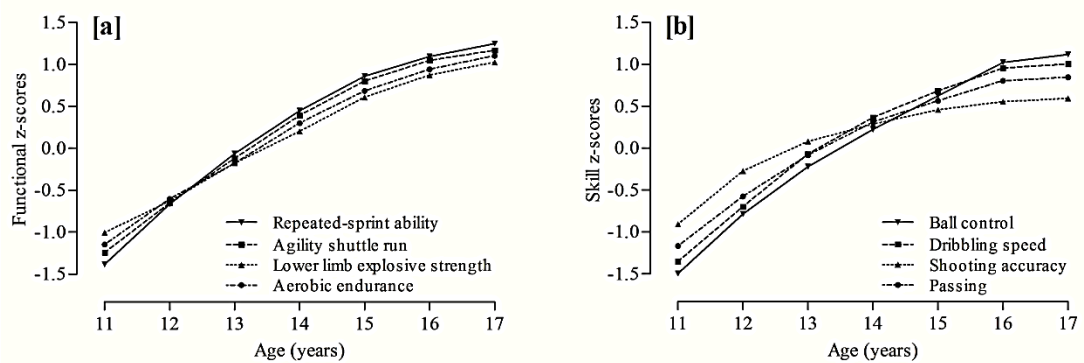 [a]
Functional z-scores
1.5
1.0
0.5
0.0
-0.5
-1.0
-1.5
Repeated-sprint ability
Agility shuttle run
Lower limb explosive strength
Aerobic endurance
11 12 13 14 15 16 17
Age (years)
[b]
Skill z-scores
1.5
1.0
0.5
0.0
-0.5
-1.0
-1.5
Ball control
Dribbling speed
Shooting accuracy
Passing
11 12 13 14 15 16 17
Age (years)